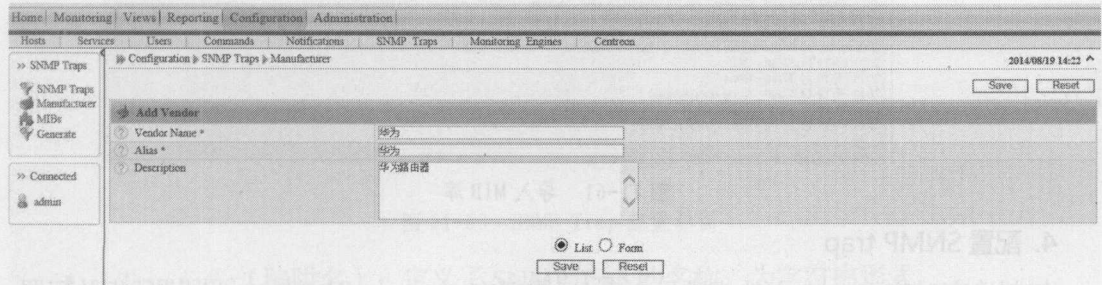 Home Monitoring Views Reporting Configuration Administration
Hosts Services Users Commands Notifications SNMP Traps Monitoring Engines Centreon
SNMP Traps
SNMP Traps
Manufacturer
MIBs
Generate
Connected
admin
Configuration SNMP Traps Manufacturer
2014/08/19 14:22
Save Reset
Add Vendor
Vendor Name * 华为
Alias * 华为
Description 华为路由器
List Form
Save Reset
4. 配置 SNMP trap